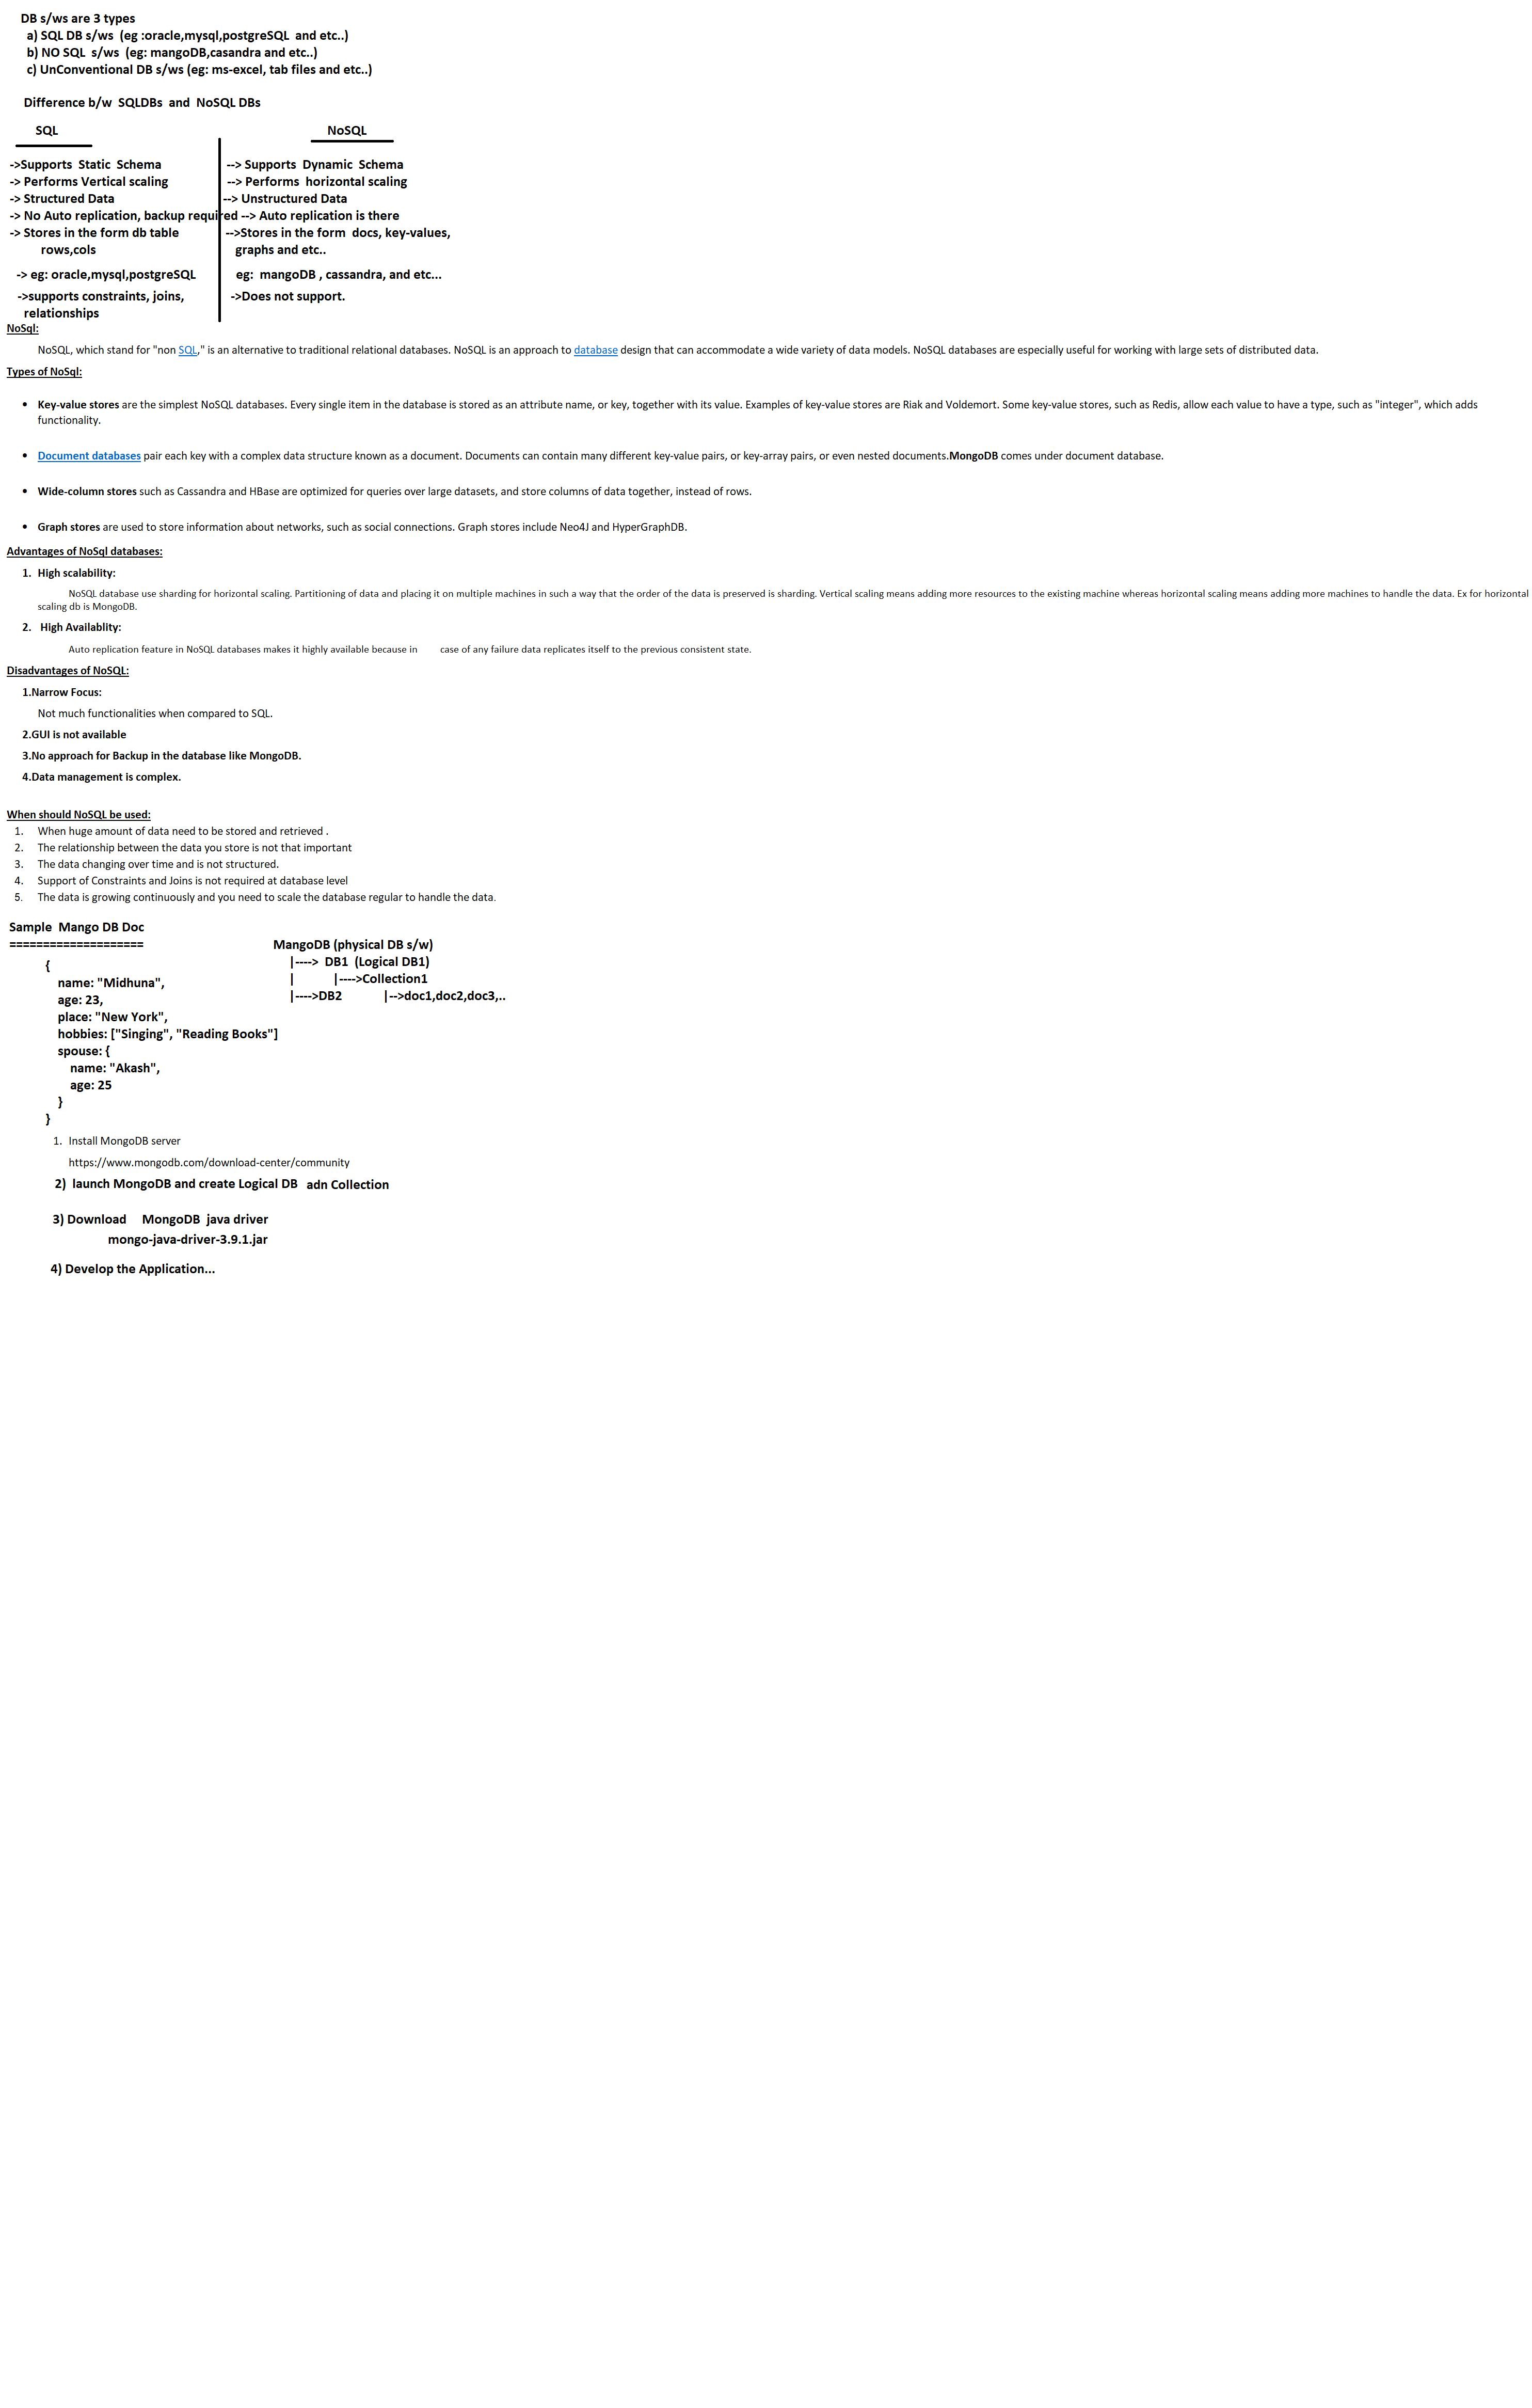 DB s/ws are 3 types
a) SQL DB s/ws (eg :oracle,mysql,postgreSQL and etc..)
b) NO SQL s/ws (eg: mangoDB,casandra and etc..)
c) UnConventional DB s/ws (eg: ms-excel, tab files and etc..)
Difference b/w SQLDBs and NoSQL DBs
SQL
->Supports Static Schema
-> Performs Vertical scaling
-> Structured Data
-> No Auto replication, backup required
-> Stores in the form db table
rows,cols
-> eg: oracle,mysql,postgreSQL
->supports constraints, joins,
relationships
NoSQL
--> Supports Dynamic Schema
--> Performs horizontal scaling
--> Unstructured Data
--> Auto replication is there
-->Stores in the form docs, key-values,
graphs and etc..
eg: mangoDB , cassandra, and etc...
->Does not support.
NoSql:
NoSQL, which stand for "non SQL," is an alternative to traditional relational databases. NoSQL is an approach to database design that can accommodate a wide variety of data models. NoSQL databases are especially useful for working with large sets of distributed data.
Types of NoSql:
• Key-value stores are the simplest NoSQL databases. Every single item in the database is stored as an attribute name, or key, together with its value. Examples of key-value stores are Riak and Voldemort. Some key-value stores, such as Redis, allow each value to have a type, such as "integer", which adds
functionality.
• Document databases pair each key with a complex data structure known as a document. Documents can contain many different key-value pairs, or key-array pairs, or even nested documents.MongoDB comes under document database.
• Wide-column stores such as Cassandra and HBase are optimized for queries over large datasets, and store columns of data together, instead of rows.
• Graph stores are used to store information about networks, such as social connections. Graph stores include Neo4J and HyperGraphDB.
Advantages of NoSql databases:
1. High scalability:
NoSQL database use sharding for horizontal scaling. Partitioning of data and placing it on multiple machines in such a way that the order of the data is preserved is sharding. Vertical scaling means adding more resources to the existing machine whereas horizontal scaling means adding more machines to handle the data. Ex for horizontal
scaling db is MongoDB.
2. High Availablity:
Auto replication feature in NoSQL databases makes it highly available because in case of any failure data replicates itself to the previous consistent state.
Disadvantages of NoSQL:
1.Narrow Focus:
Not much functionalities when compared to SQL.
2.GUI is not available
3.No approach for Backup in the database like MongoDB.
4.Data management is complex.
When should NoSQL be used:
1. When huge amount of data need to be stored and retrieved .
2. The relationship between the data you store is not that important
3. The data changing over time and is not structured.
4. Support of Constraints and Joins is not required at database level
5. The data is growing continuously and you need to scale the database regular to handle the data.
Sample Mango DB Doc
====================
{
name: "Midhuna",
age: 23,
place: "New York",
hobbies: ["Singing", "Reading Books"]
spouse: {
name: "Akash",
age: 25
}
}
MangoDB (physical DB s/w)
|----> DB1 (Logical DB1)
| |---->Collection1
|---->DB2 |-->doc1,doc2,doc3,..
1. Install MongoDB server
https://www.mongodb.com/download-center/community
2) launch MongoDB and create Logical DB adn Collection
3) Download MongoDB java driver
mongo-java-driver-3.9.1.jar
4) Develop the Application...